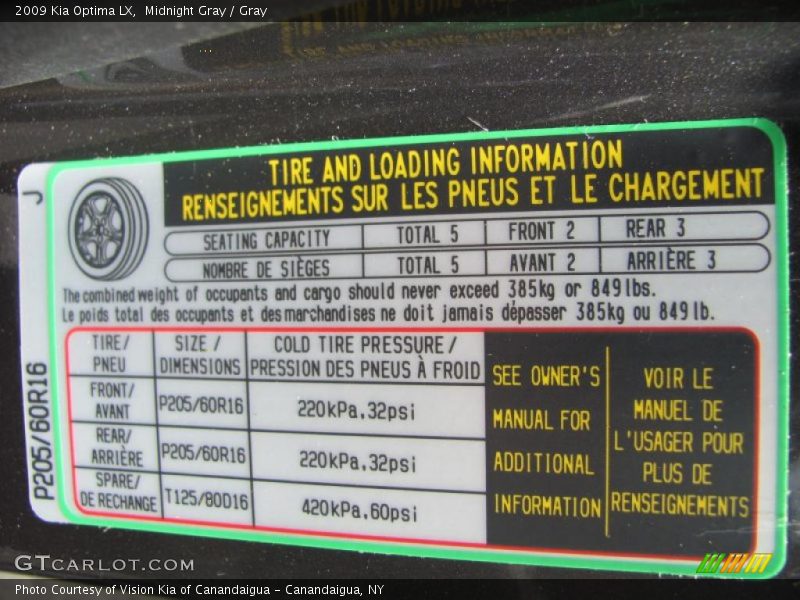 2009 Kia Optima LX,  Midnight Gray / Gray
J
TIRE AND LOADING INFORMATION
RENSEIGNEMENTS SUR LES PNEUS ET LE CHARGEMENT
SEATING CAPACITY TOTAL 5 FRONT 2 REAR 3
NOMBRE DE SIÈGES TOTAL 5 AVANT 2 ARRIÈRE 3
The combined weight of occupants and cargo should never exceed 385kg or 849 lbs.
Le poids total des occupants et des marchandises ne doit jamais dépasser 385kg ou 849 lb.
TIRE/ SIZE / COLD TIRE PRESSURE/
PNEU DIMENSIONS PRESSION DES PNEUS À FROID
FRONT/
AVANT P205/60R16 220kPa,32psi
REAR/
ARRIÈRE P205/60R16 220kPa,32psi
SPARE/
DE RECHANGE T125/80D16 420kPa,60psi
SEE OWNER'S
MANUAL FOR
ADDITIONAL
INFORMATION
VOIR LE
MANUEL DE
L'USAGER POUR
PLUS DE
RENSEIGNEMENTS
P205/60R16
GTCARLOT.COM
Photo Courtesy of Vision Kia of Canandaigua - Canandaigua, NY